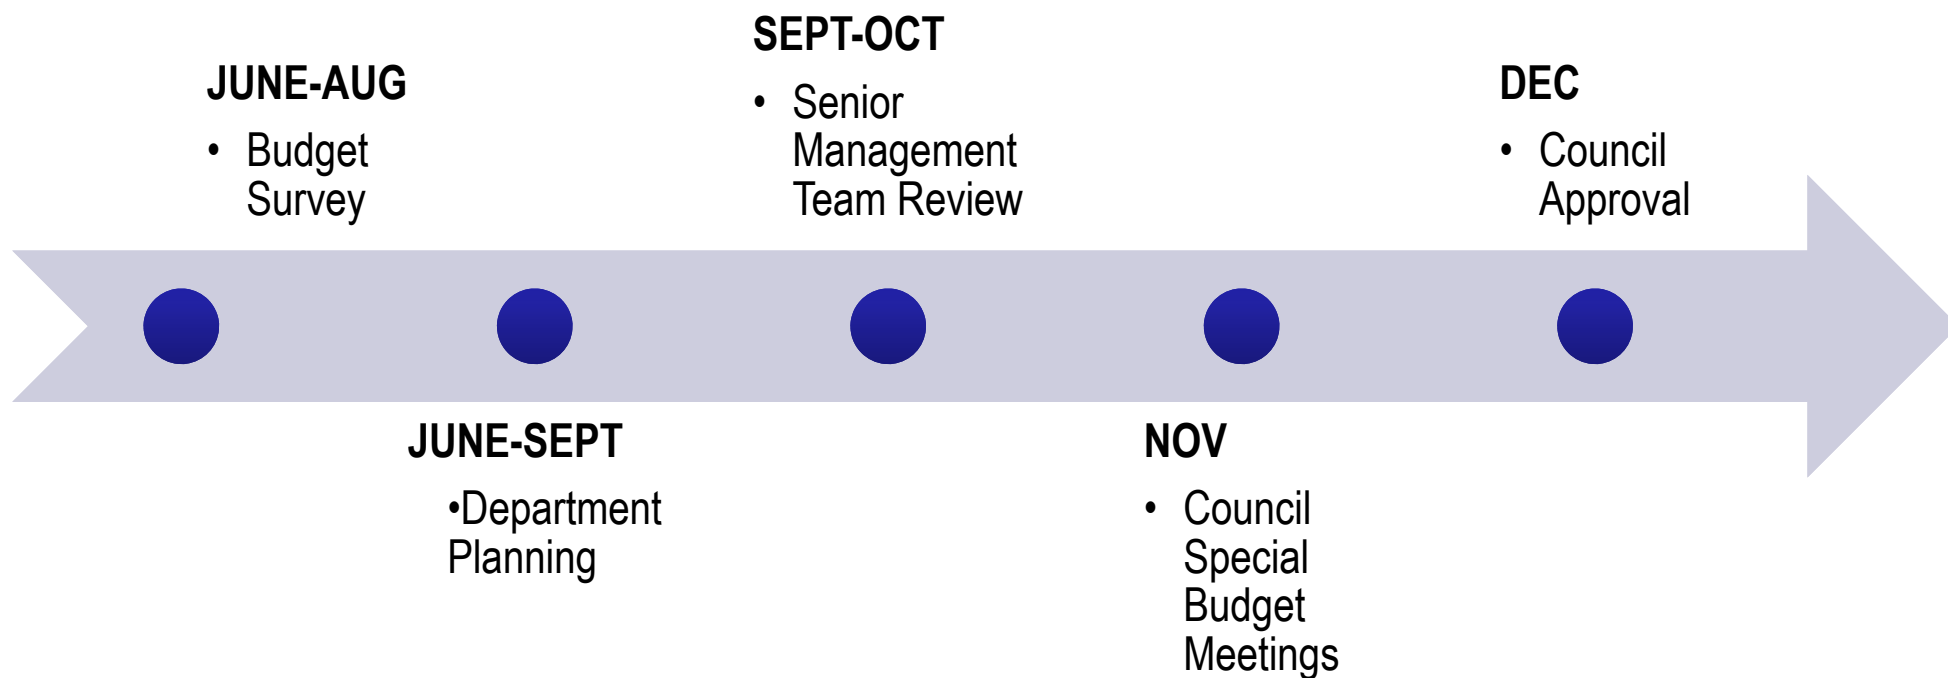 JUNE-AUG
• Budget
Survey
JUNE-SEPT
•Department
Planning
SEPT-OCT
• Senior
Management
Team Review
NOV
• Council
Special
Budget
Meetings
DEC
• Council
Approval